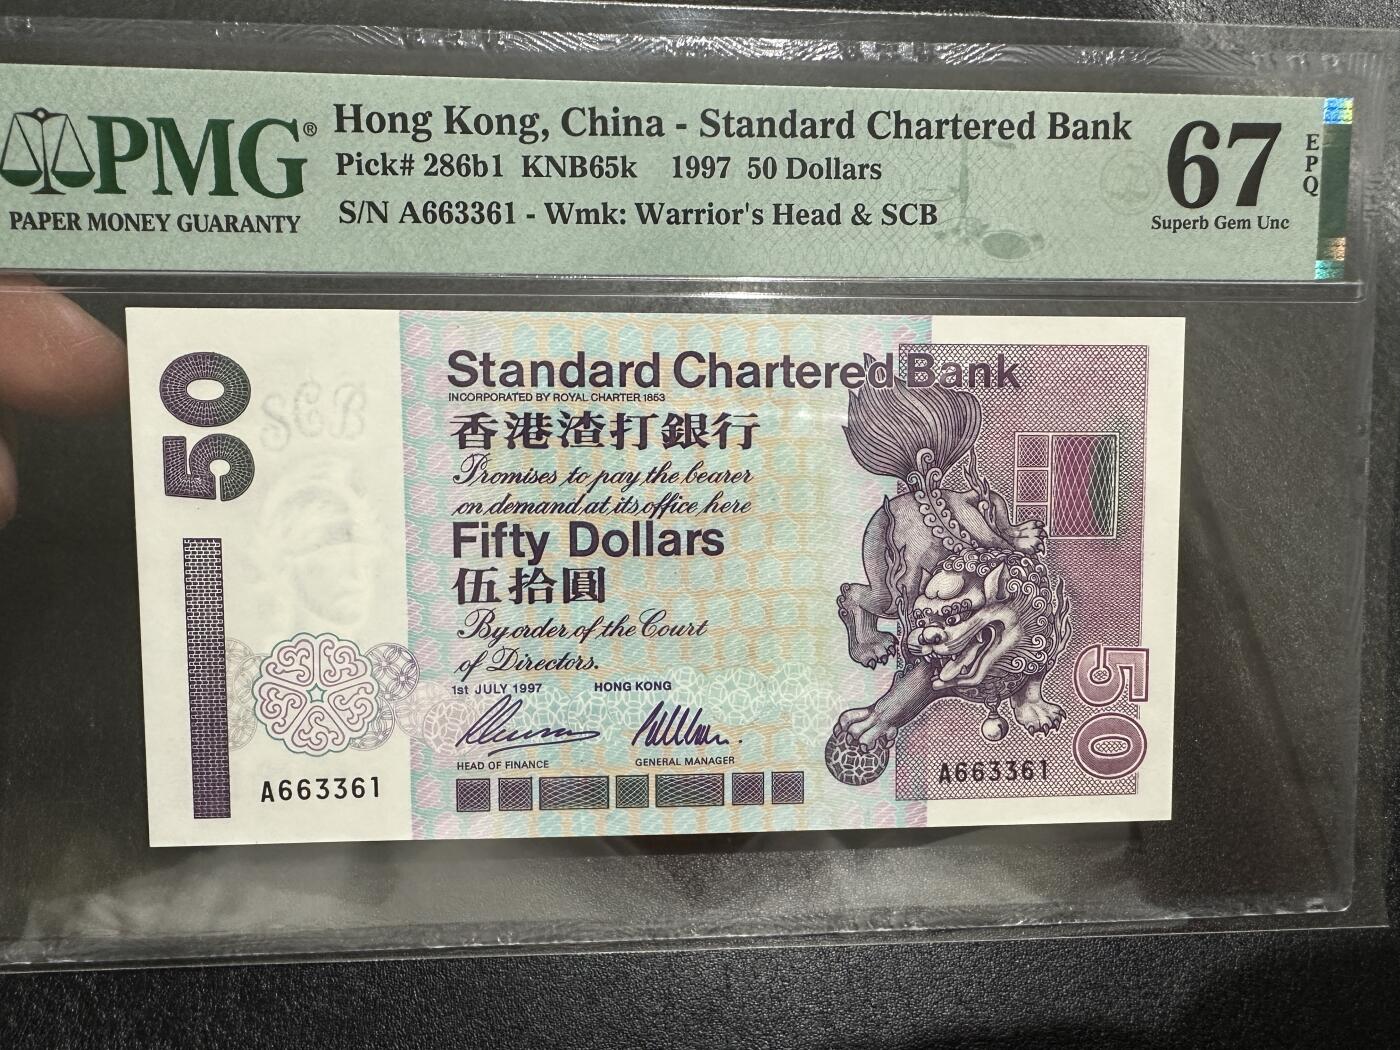 PMG®
PAPER MONEY GUARANTY
Hong Kong, China - Standard Chartered Bank
Pick# 286b1 KNB65k 1997 50 Dollars
S/N A663361 - Wmk: Warrior's Head & SCB
67
EPQ
Superb Gem Unc
50
SCB
Standard Chartered Bank
INCORPORATED BY ROYAL CHARTER 1853
香港渣打銀行
Promises to pay the bearer
on demand at its office here
Fifty Dollars
伍拾圓
By order of the Court
of Directors.
1st JULY 1997 HONG KONG
HEAD OF FINANCE GENERAL MANAGER
A663361
A663361
50